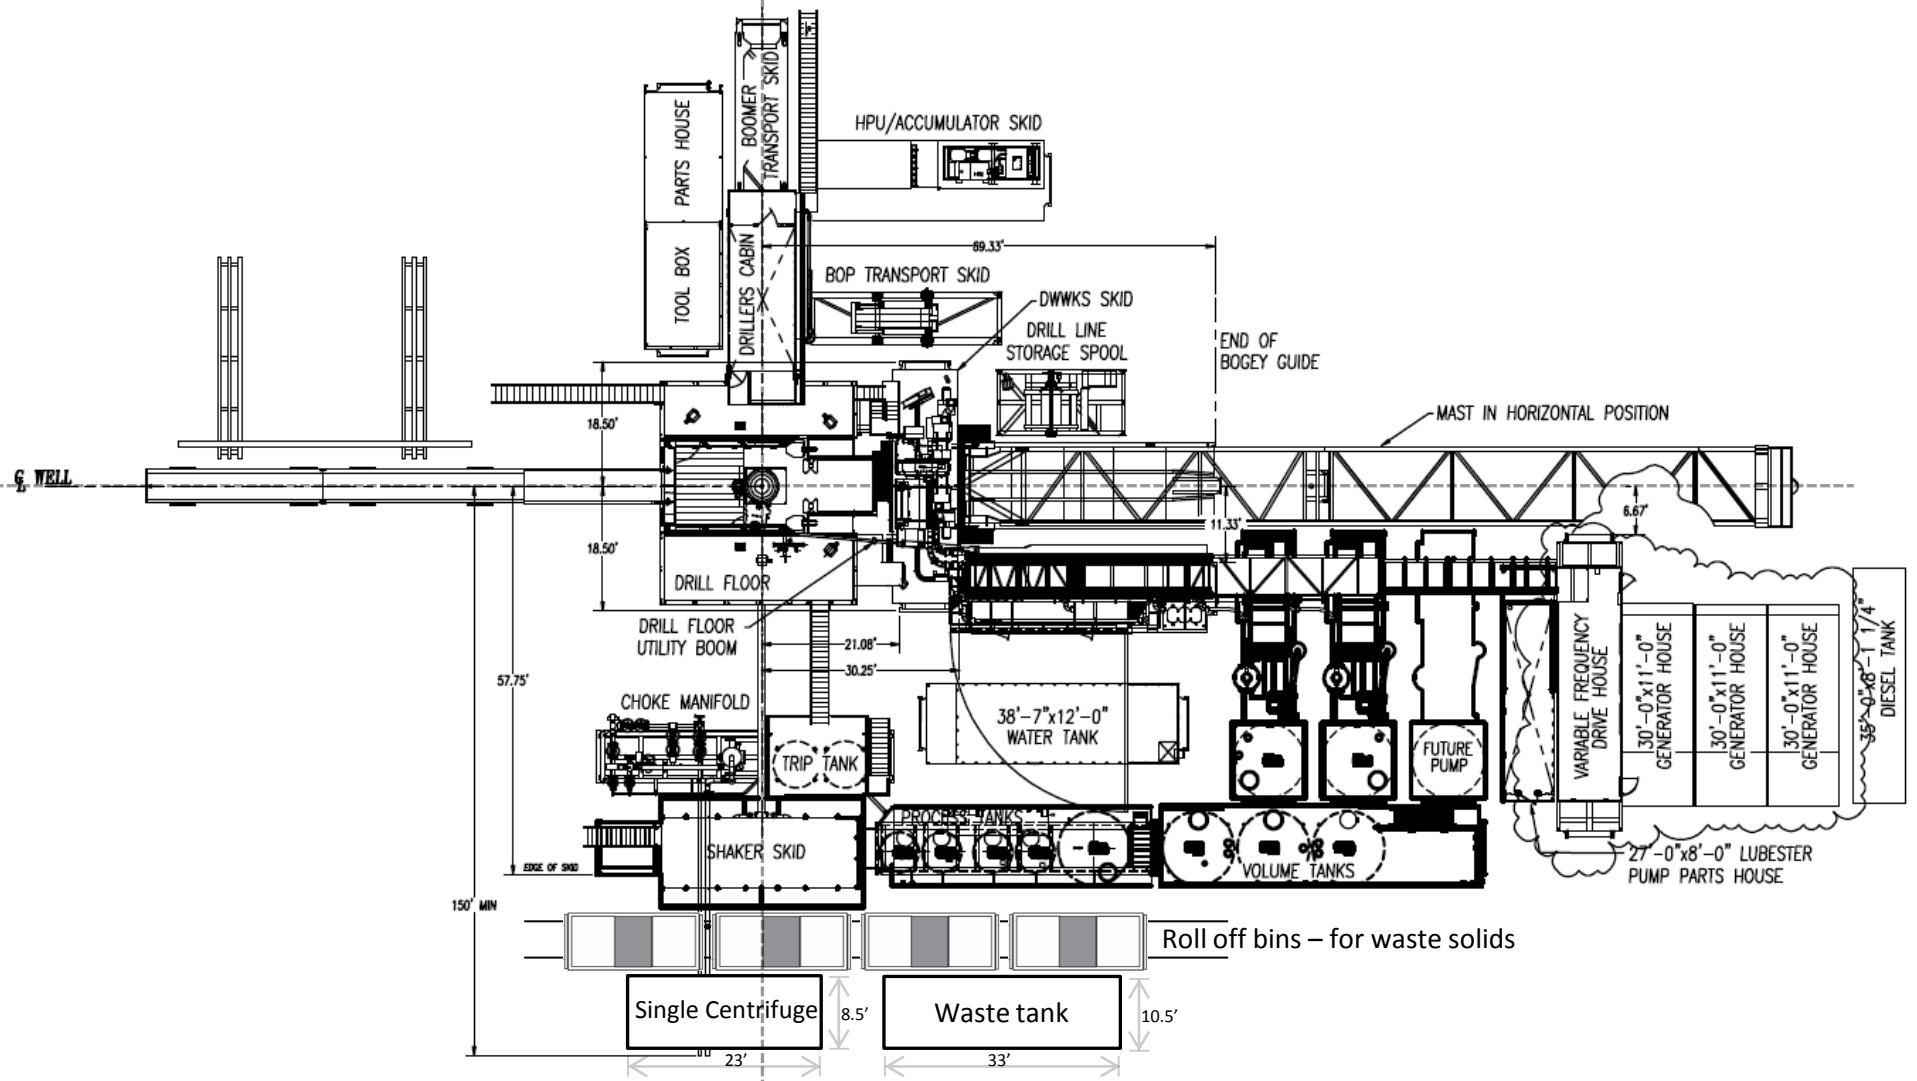 BOOMER
TRANSPORT SKID
PARTS HOUSE
TOOL BOX
DRILLERS CABIN
HPU/ACCUMULATOR SKID
69.33'
BOP TRANSPORT SKID
DWWKS SKID
DRILL LINE
STORAGE SPOOL
END OF
BOGEY GUIDE
MAST IN HORIZONTAL POSITION
18.50'
℄ WELL
6.67'
11.33'
18.50'
DRILL FLOOR
DRILL FLOOR
UTILITY BOOM
21.08'
30.25'
57.75'
CHOKE MANIFOLD
TRIP TANK
38'-7"x12'-0"
WATER TANK
FUTURE
PUMP
VARIABLE FREQUENCY
DRIVE HOUSE
30'-0"x11'-0"
GENERATOR HOUSE
30'-0"x11'-0"
GENERATOR HOUSE
30'-0"x11'-0"
GENERATOR HOUSE
35'-0"x8'-1 1/4"
DIESEL TANK
PROCESS TANKS
SHAKER SKID
VOLUME TANKS
27'-0"x8'-0" LUBESTER
PUMP PARTS HOUSE
EDGE OF SKID
150' MIN
Roll off bins – for waste solids
Single Centrifuge
8.5'
Waste tank
10.5'
23'
33'